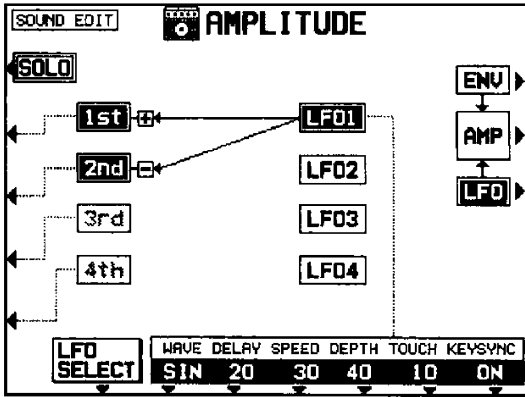 SOUND EDIT
AMPLITUDE
SOLO
ENV
1st + LFO1
AMP
2nd - LFO2
LFO
3rd LFO3
4th LFO4
LFO SELECT
WAVE DELAY SPEED DEPTH TOUCH KEYSYNC
SIN 20 30 40 10 ON